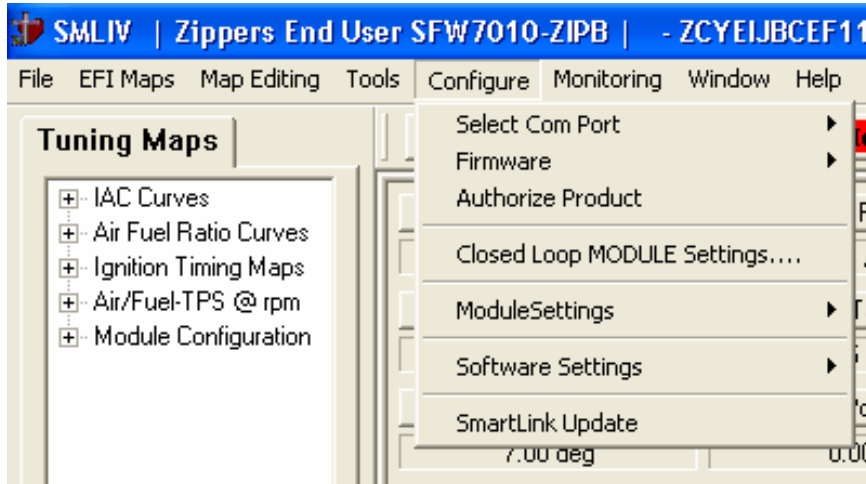 SMLIV | Zippers End User SFW7010-ZIPB | - ZCYEIJBCEF11
File EFI Maps Map Editing Tools Configure Monitoring Window Help
Tuning Maps
IAC Curves
Air Fuel Ratio Curves
Ignition Timing Maps
Air/Fuel-TPS @ rpm
Module Configuration
Select Com Port
Firmware
Authorize Product
Closed Loop MODULE Settings....
ModuleSettings
Software Settings
SmartLink Update
7.00 deg